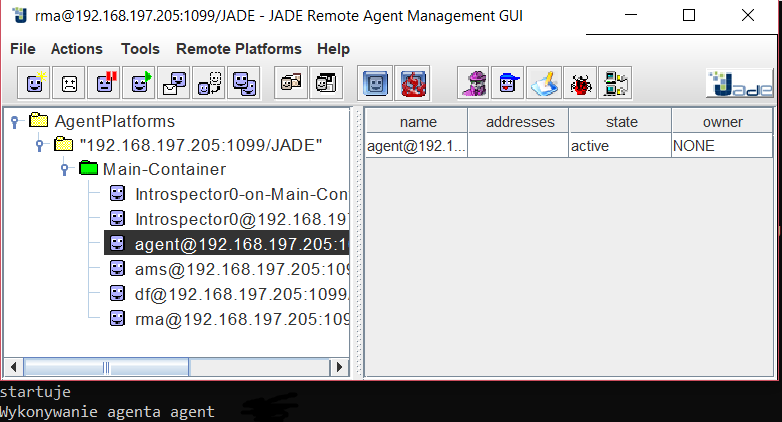 rma@192.168.197.205:1099/JADE - JADE Remote Agent Management GUI
File Actions Tools Remote Platforms Help
Jade
AgentPlatforms
"192.168.197.205:1099/JADE"
Main-Container
Introspector0-on-Main-Con
Introspector0@192.168.197
agent@192.168.197.205:10
ams@192.168.197.205:109
df@192.168.197.205:1099/
rma@192.168.197.205:109
name addresses state owner
agent@192.1... active NONE
startuje
Wykonywanie agenta agent